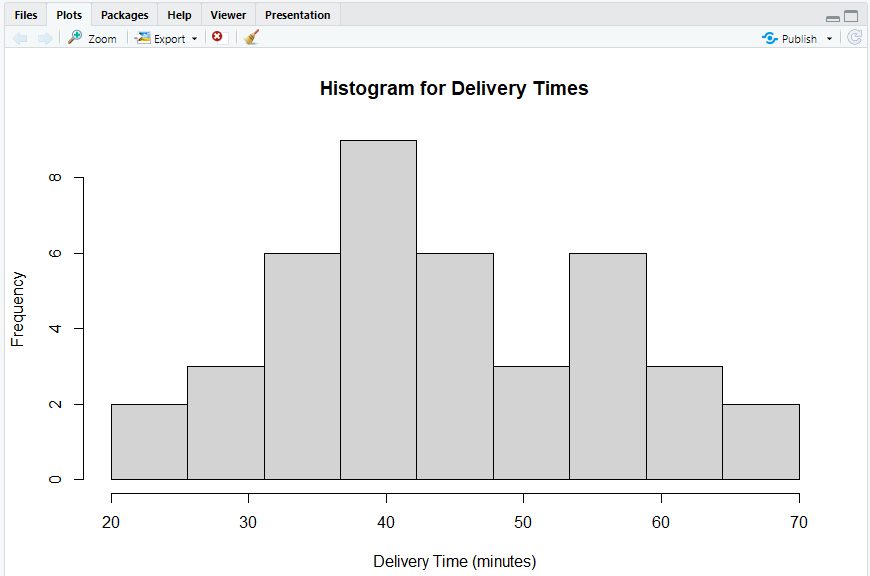 Files Plots Packages Help Viewer Presentation
Zoom Export Publish
Histogram for Delivery Times
8
6
4
2
0
Frequency
20 30 40 50 60 70
Delivery Time (minutes)